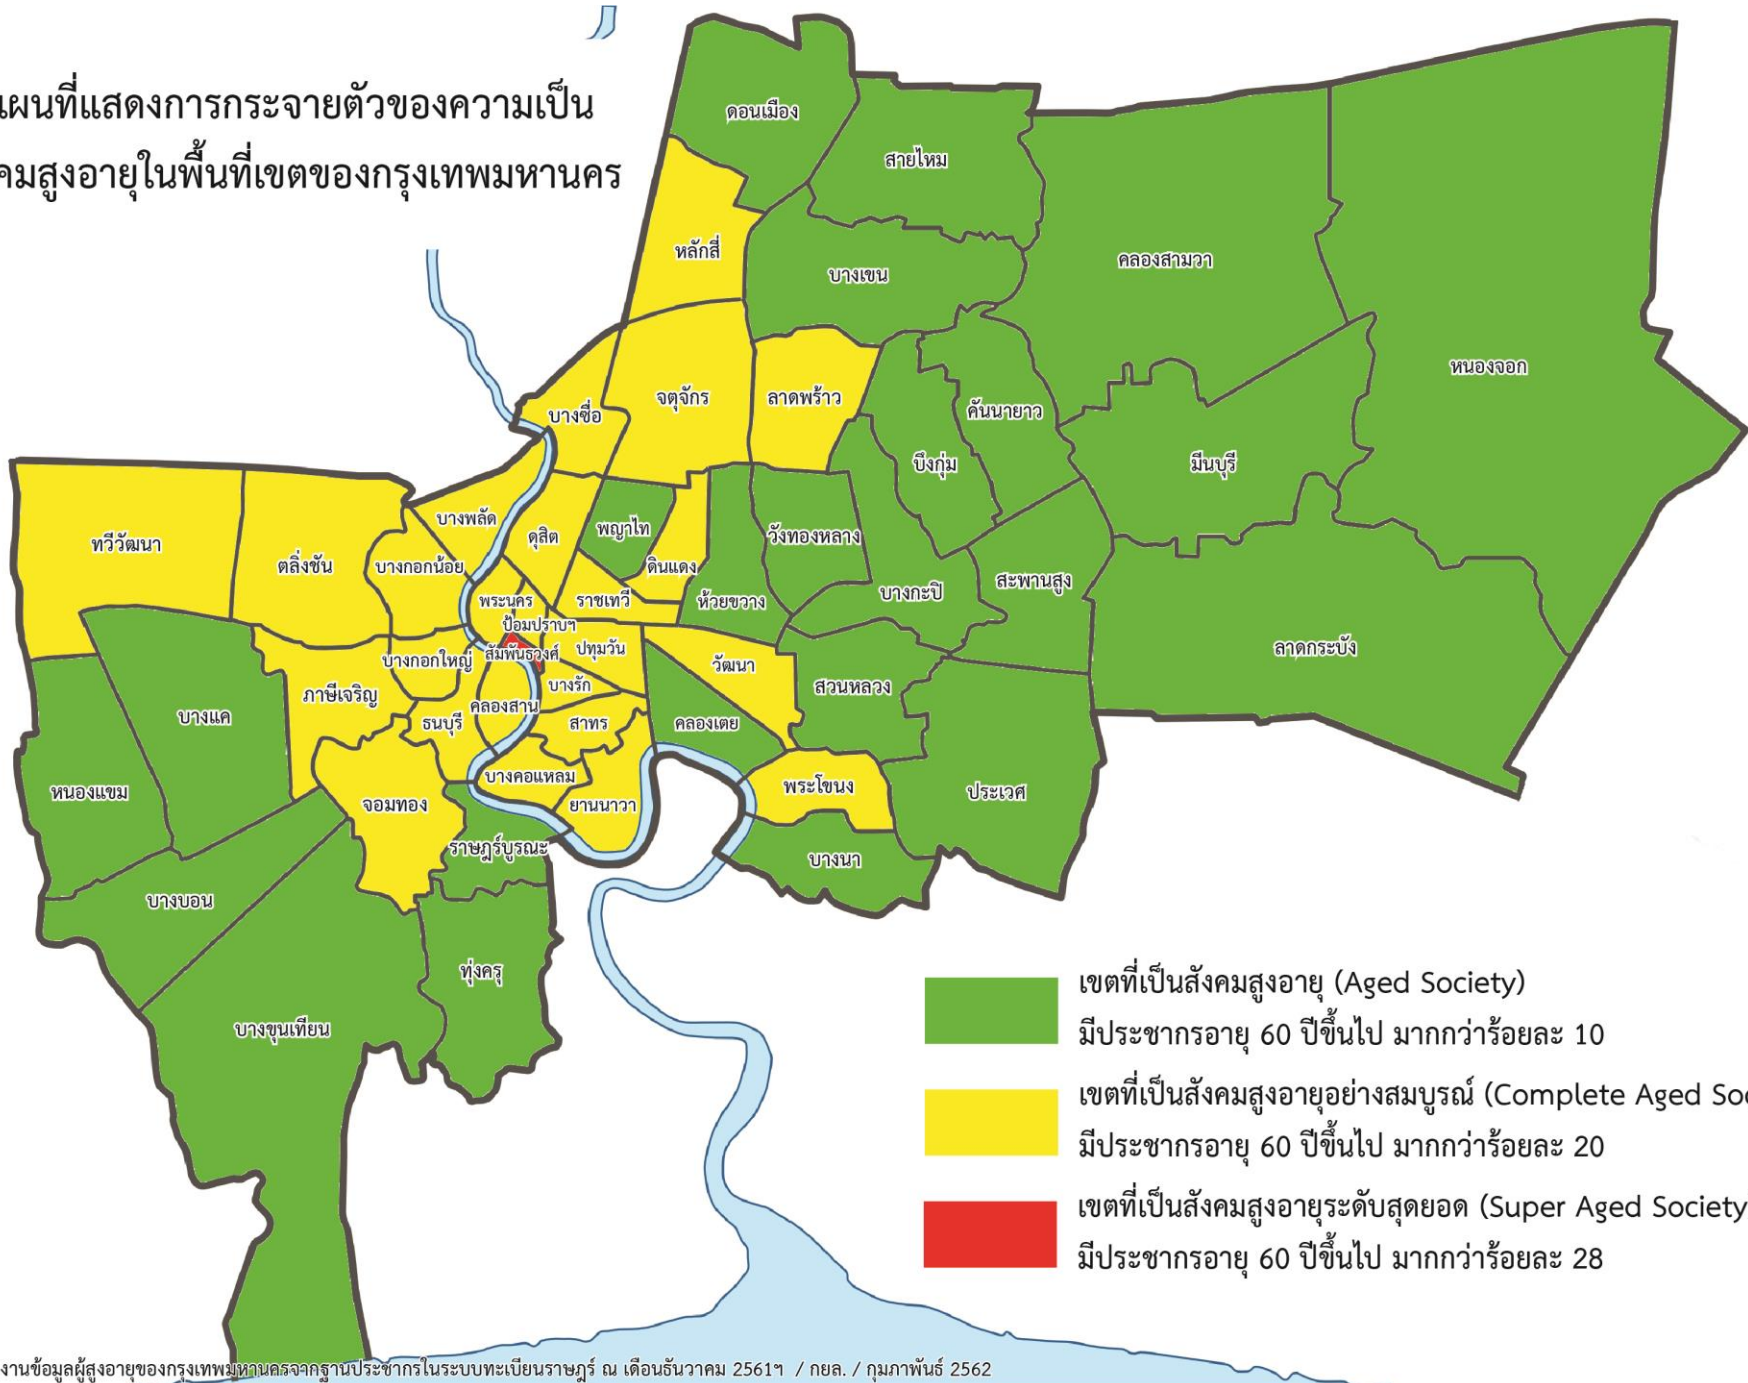 แผนที่แสดงการกระจายตัวของความเป็น
คมสูงอายุในพื้นที่เขตของกรุงเทพมหานคร
ดอนเมือง
สายไหม
หลักสี่
บางเขน
คลองสามวา
หนองจอก
บางซื่อ
จตุจักร
ลาดพร้าว
คันนายาว
บึงกุ่ม
มีนบุรี
ทวีวัฒนา
ตลิ่งชัน
บางพลัด
บางกอกน้อย
ดุสิต
พญาไท
ดินแดง
วังทองหลาง
ห้วยขวาง
บางกะปิ
สะพานสูง
ลาดกระบัง
พระนคร
ราชเทวี
ป้อมปราบฯ
สัมพันธวงศ์
ปทุมวัน
บางกอกใหญ่
วัฒนา
ภาษีเจริญ
บางรัก
สวนหลวง
บางแค
ธนบุรี
คลองสาน
สาทร
คลองเตย
หนองแขม
จอมทอง
บางคอแหลม
ยานนาวา
พระโขนง
ประเวศ
ราษฎร์บูรณะ
บางนา
บางบอน
ทุ่งครุ
บางขุนเทียน
เขตที่เป็นสังคมสูงอายุ (Aged Society)
มีประชากรอายุ 60 ปีขึ้นไป มากกว่าร้อยละ 10
เขตที่เป็นสังคมสูงอายุอย่างสมบูรณ์ (Complete Aged Soc
มีประชากรอายุ 60 ปีขึ้นไป มากกว่าร้อยละ 20
เขตที่เป็นสังคมสูงอายุระดับสุดยอด (Super Aged Society
มีประชากรอายุ 60 ปีขึ้นไป มากกว่าร้อยละ 28
งานข้อมูลผู้สูงอายุของกรุงเทพมหานครจากฐานประชากรในระบบทะเบียนราษฎร์ ณ เดือนธันวาคม 2561ฯ / กยล. / กุมภาพันธ์ 2562